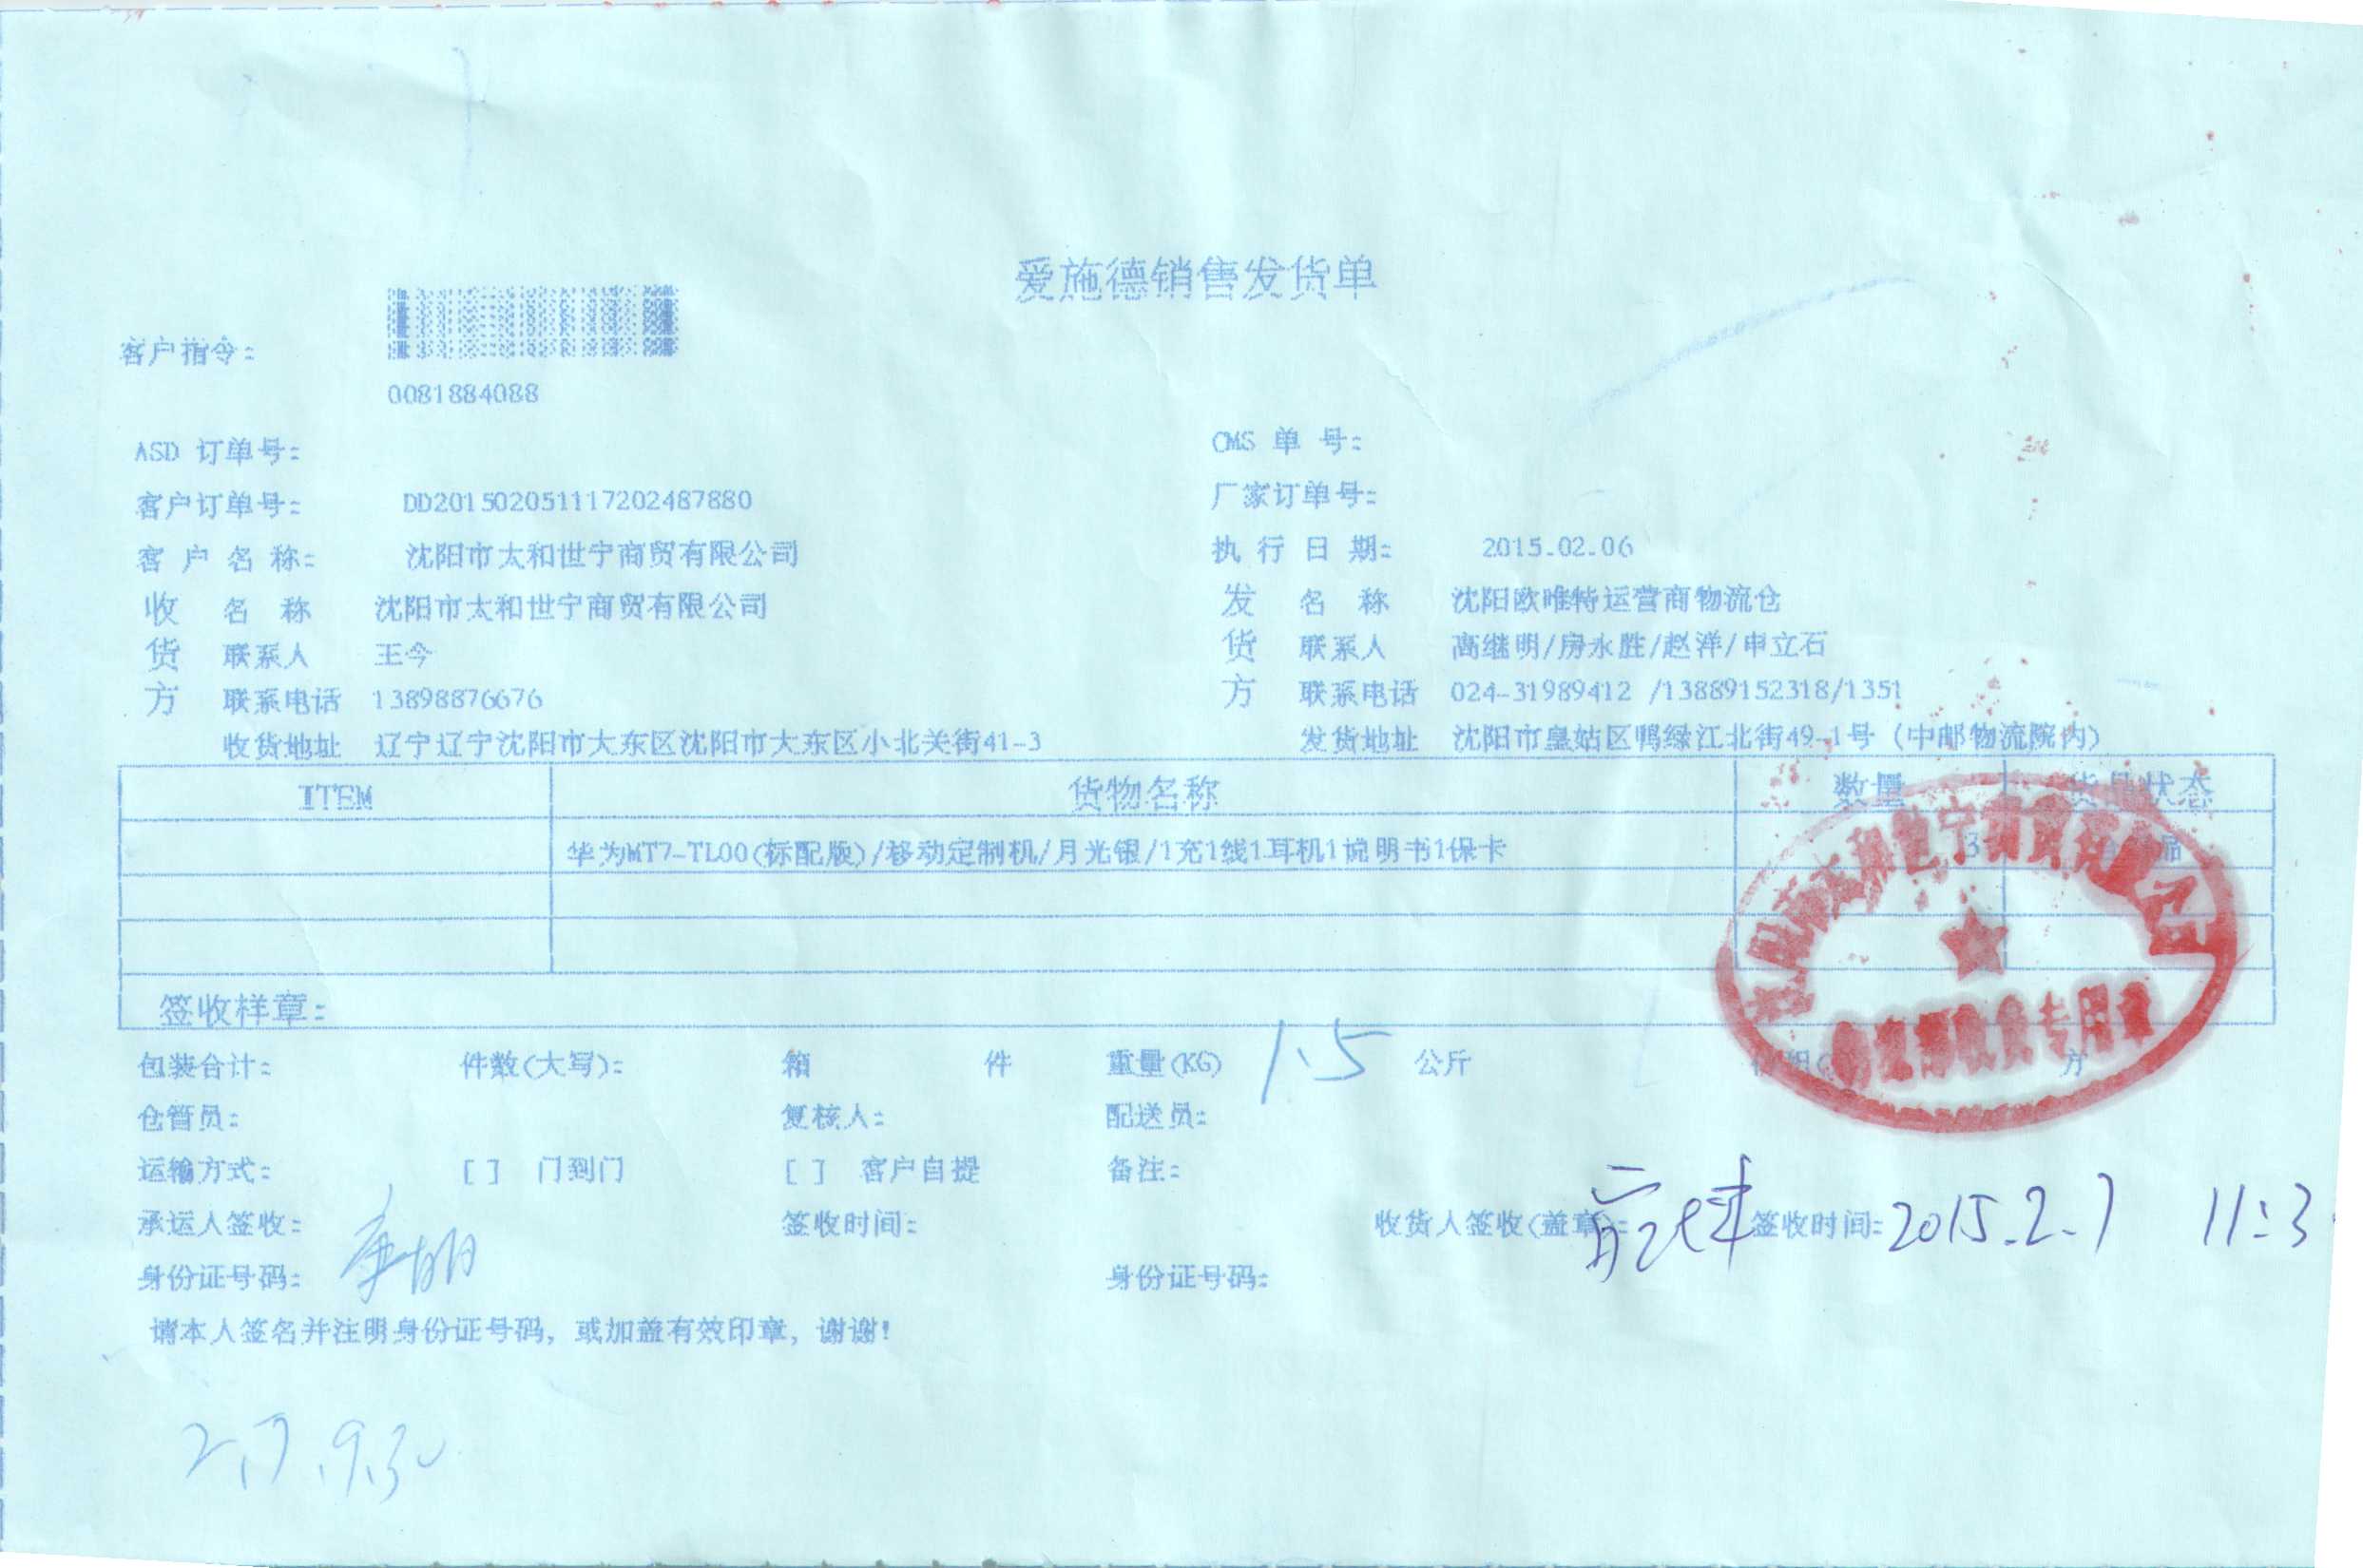 爱施德销售发货单
客户指令:
0081884088
ASD 订单号: CMS 单 号:
客户订单号: DD20150205111720248788​0 厂家订单号:
客 户 名 称: 沈阳市太和世宁商贸有限公司 执 行 日 期: 2015.02.06
收 名 称 沈阳市太和世宁商贸有限公司 发 名 称 沈阳欧唯特运营商物流仓
货 联系人 王今 货 联系人 高继明/房永胜/赵洋/申立石
方 联系电话 13898876676 方 联系电话 024-31989412 /13889152318/1351
收货地址 辽宁辽宁沈阳市大东区沈阳市大东区小北关街41-3 发货地址 沈阳市皇姑区鸭绿江北街49-1号 (中邮物流院内)
ITEM 货物名称 数量 货品状态
华为MT7-TL00(标配版)/移动定制机/月光银/1充1线1耳机1说明书1保卡 3
签收样章:
包装合计: 件数(大写): 箱 件 重量(KG) 1.5 公斤 方
仓管员: 复核人: 配送员:
运输方式: [ ] 门到门 [ ] 客户自提 备注:
承运人签收: 签收时间: 收货人签收(盖章): 签收时间: 2015.2.7 11:3
身份证号码: 身份证号码:
请本人签名并注明身份证号码, 或加盖有效印章, 谢谢!
2.7.9.30